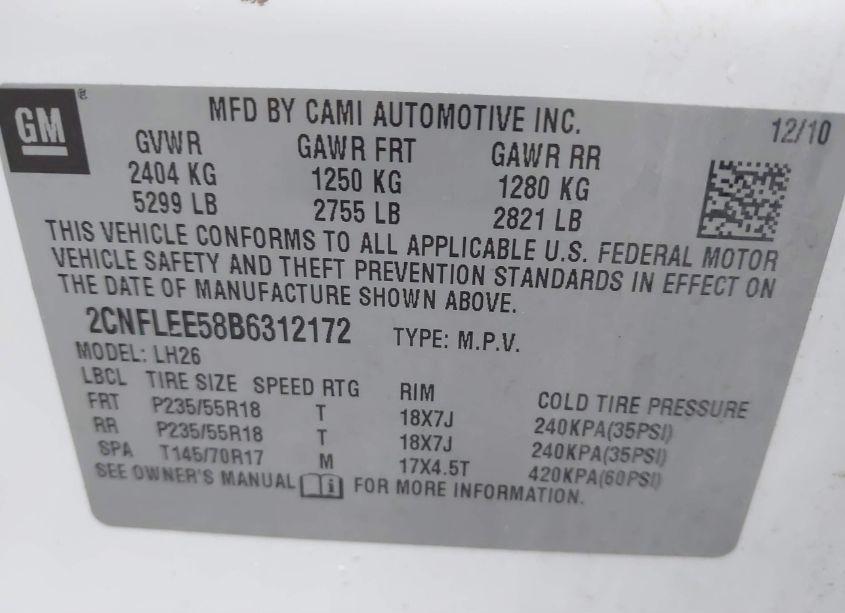 GM
MFD BY CAMI AUTOMOTIVE INC. 12/10
GVWR GAWR FRT GAWR RR
2404 KG 1250 KG 1280 KG
5299 LB 2755 LB 2821 LB
THIS VEHICLE CONFORMS TO ALL APPLICABLE U.S. FEDERAL MOTOR
VEHICLE SAFETY AND THEFT PREVENTION STANDARDS IN EFFECT ON
THE DATE OF MANUFACTURE SHOWN ABOVE.
2CNFLEE58B6312172 TYPE: M.P.V.
MODEL: LH26
LBCL TIRE SIZE SPEED RTG RIM COLD TIRE PRESSURE
FRT P235/55R18 T 18X7J 240KPA(35PSI)
RR P235/55R18 T 18X7J 240KPA(35PSI)
SPA T145/70R17 M 17X4.5T 420KPA(60PSI)
SEE OWNER'S MANUAL i FOR MORE INFORMATION.